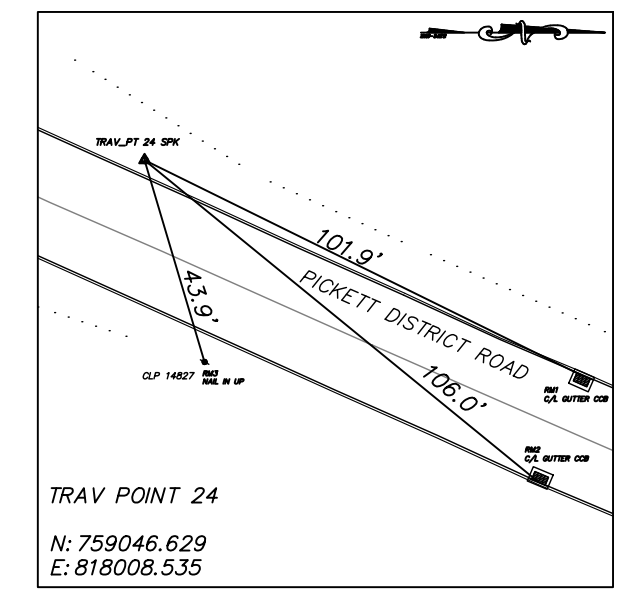 TRAV_PT 24 SPK
101.9'
PICKETT DISTRICT ROAD
43.9'
CLP 14827
RM3
NAIL IN UP
106.0'
RM1
C/L GUTTER CCB
RM2
C/L GUTTER CCB
TRAV POINT 24
N: 759046.629
E: 818008.535